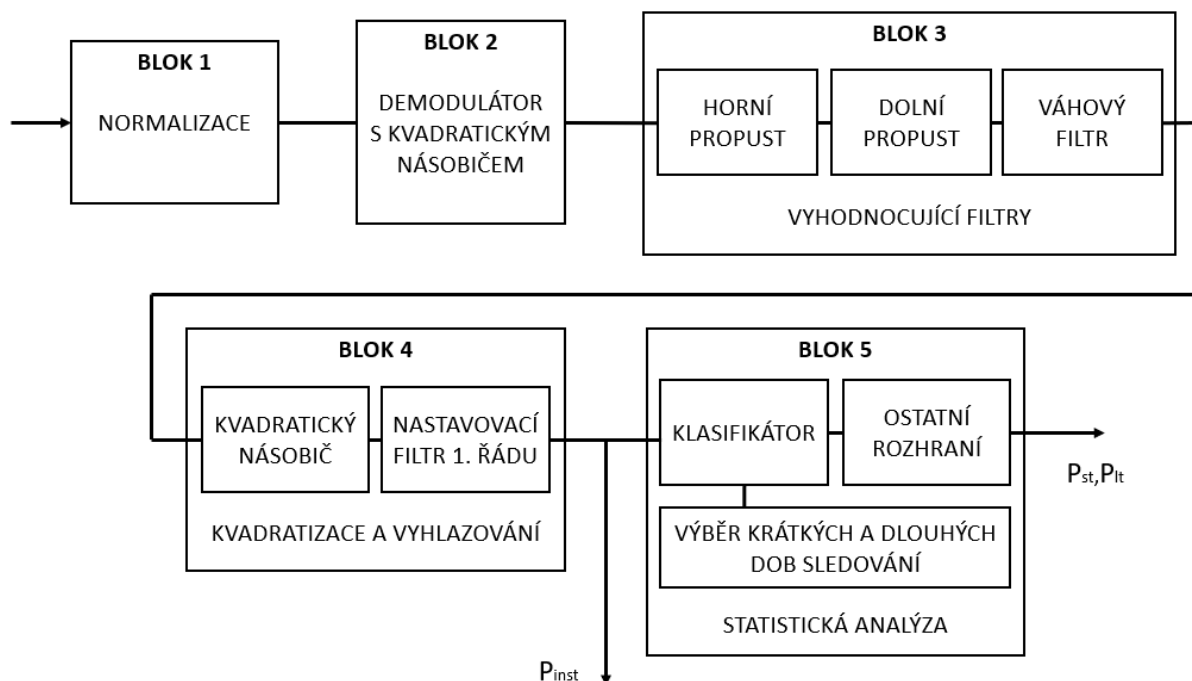 BLOK 1
NORMALIZACE
BLOK 2
DEMODULÁTOR
S KVADRATICKÝM
NÁSOBIČEM
BLOK 3
HORNÍ
PROPUST
DOLNÍ
PROPUST
VÁHOVÝ
FILTR
VYHODNOCUJÍCÍ FILTRY
BLOK 4
KVADRATICKÝ
NÁSOBIČ
NASTAVOVACÍ
FILTR 1. ŘÁDU
KVADRATIZACE A VYHLAZOVÁNÍ
BLOK 5
KLASIFIKÁTOR
OSTATNÍ
ROZHRANÍ
VÝBĚR KRÁTKÝCH A DLOUHÝCH
DOB SLEDOVÁNÍ
STATISTICKÁ ANALÝZA
Pst,Plt
Pinst